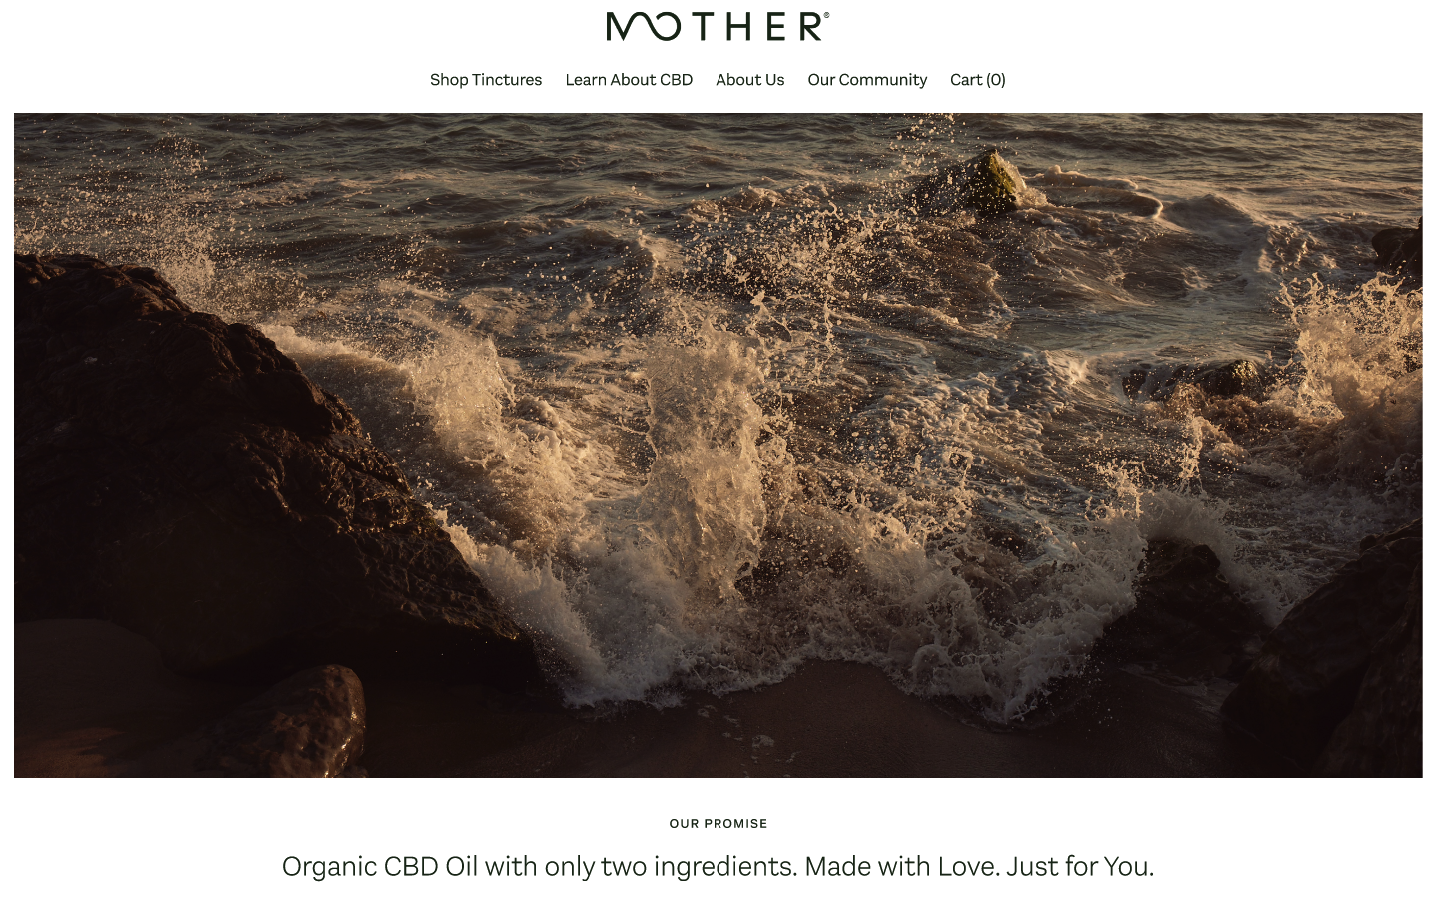 MOTHER®
Shop Tinctures Learn About CBD About Us Our Community Cart (0)
OUR PROMISE
Organic CBD Oil with only two ingredients. Made with Love. Just for You.